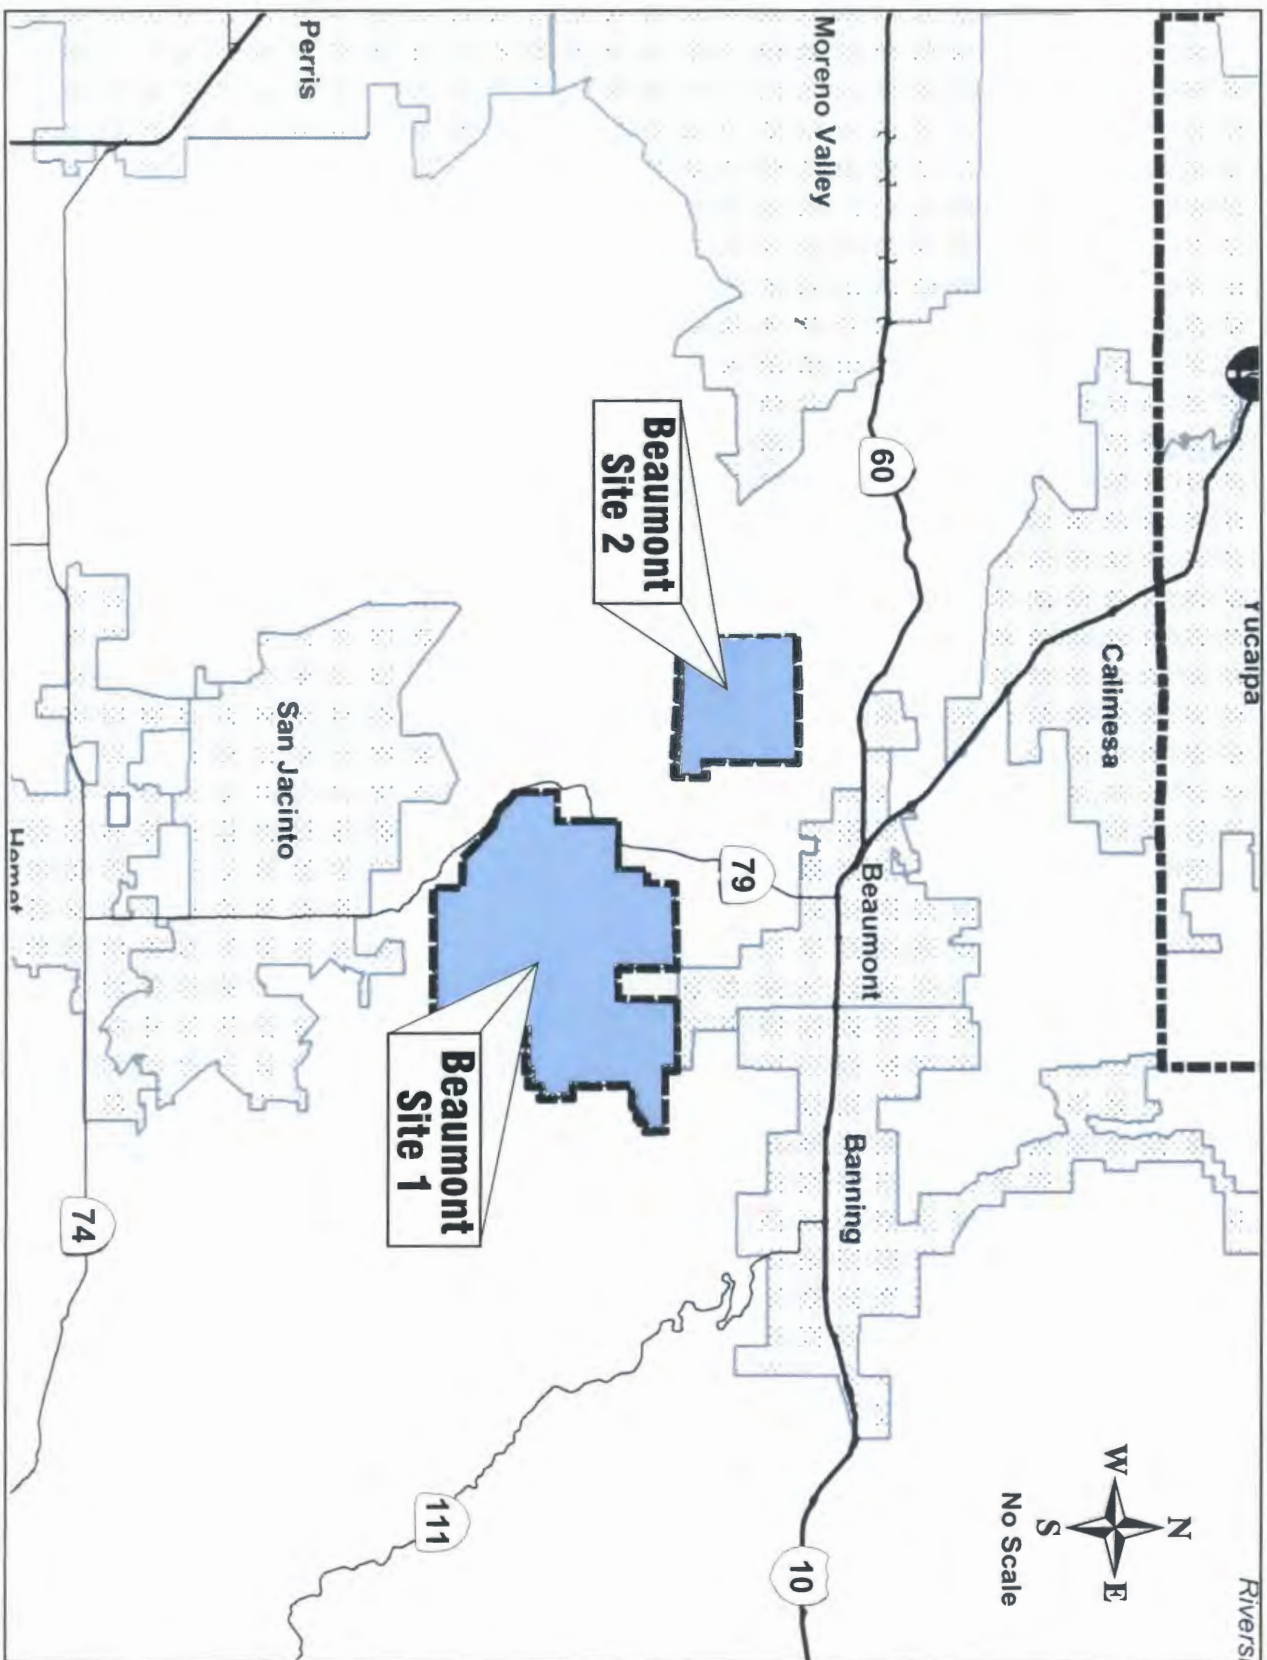 Yucaipa
Calimesa
Moreno Valley
60
Beaumont
Banning
10
Beaumont
Site 2
79
Perris
San Jacinto
Beaumont
Site 1
111
74
Hemet
N
W
E
S
No Scale